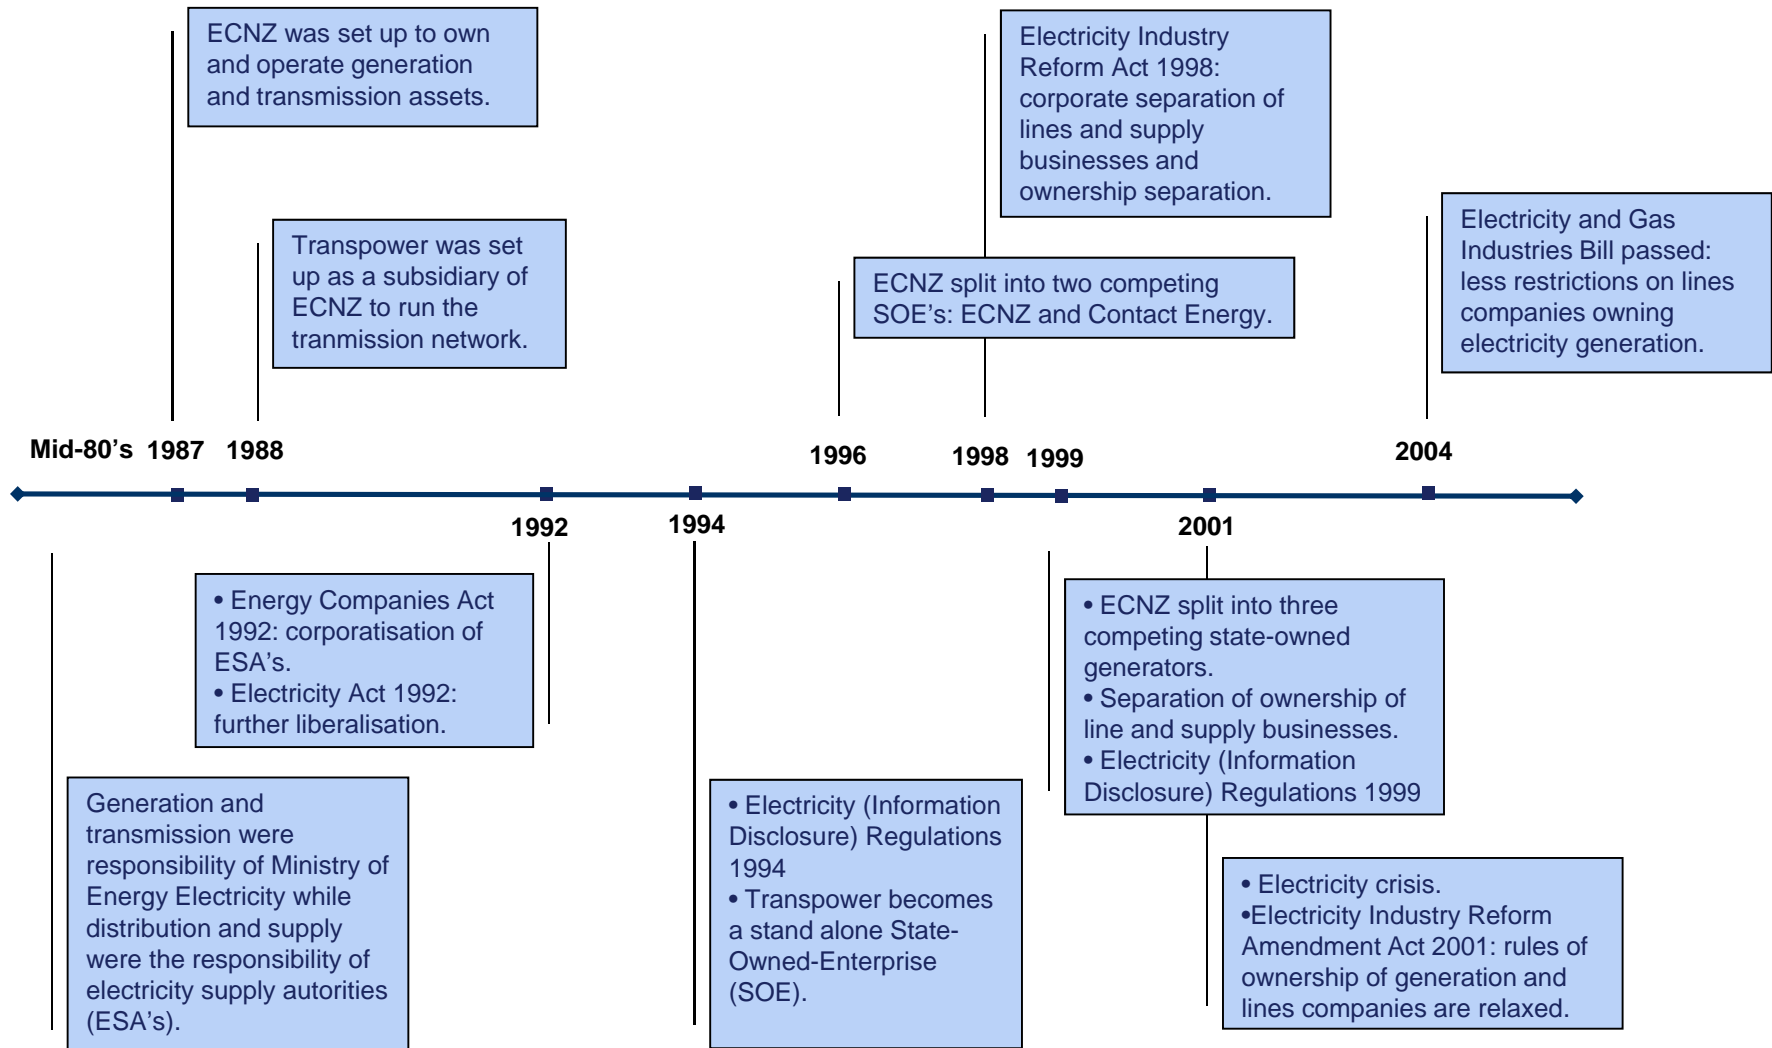 ECNZ was set up to own
and operate generation
and transmission assets.
Electricity Industry
Reform Act 1998:
corporate separation of
lines and supply
businesses and
ownership separation.
Transpower was set
up as a subsidiary of
ECNZ to run the
tranmission network.
ECNZ split into two competing
SOE's: ECNZ and Contact Energy.
Electricity and Gas
Industries Bill passed:
less restrictions on lines
companies owning
electricity generation.
Mid-80's 1987 1988
1996 1998 1999 2004
1992 1994 2001
• Energy Companies Act
1992: corporatisation of
ESA's.
• Electricity Act 1992:
further liberalisation.
• ECNZ split into three
competing state-owned
generators.
• Separation of ownership of
line and supply businesses.
• Electricity (Information
Disclosure) Regulations 1999
Generation and
transmission were
responsibility of Ministry of
Energy Electricity while
distribution and supply
were the responsibility of
electricity supply autorities
(ESA's).
• Electricity (Information
Disclosure) Regulations
1994
• Transpower becomes
a stand alone State-
Owned-Enterprise
(SOE).
• Electricity crisis.
•Electricity Industry Reform
Amendment Act 2001: rules of
ownership of generation and
lines companies are relaxed.